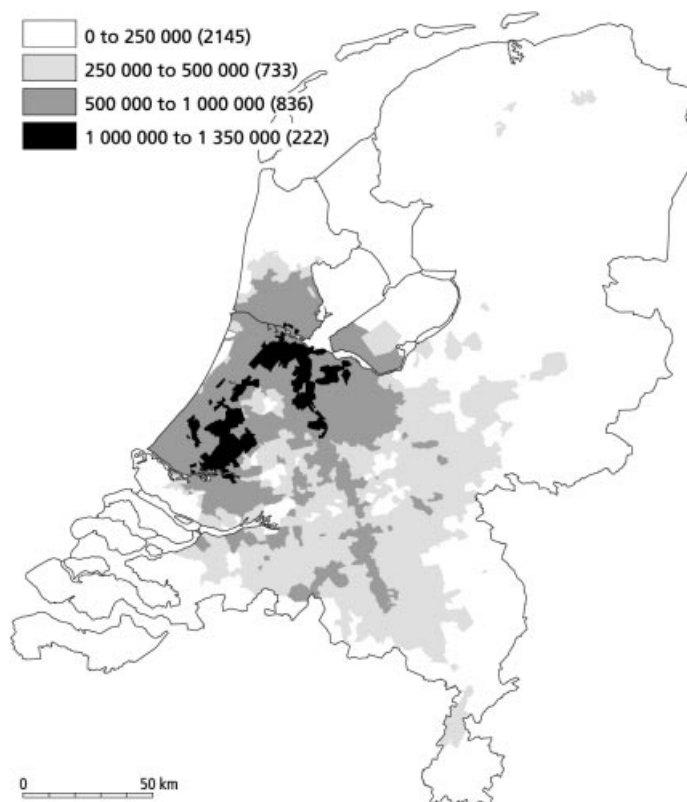 0 to 250 000 (2145)
250 000 to 500 000 (733)
500 000 to 1 000 000 (836)
1 000 000 to 1 350 000 (222)
0 50 km